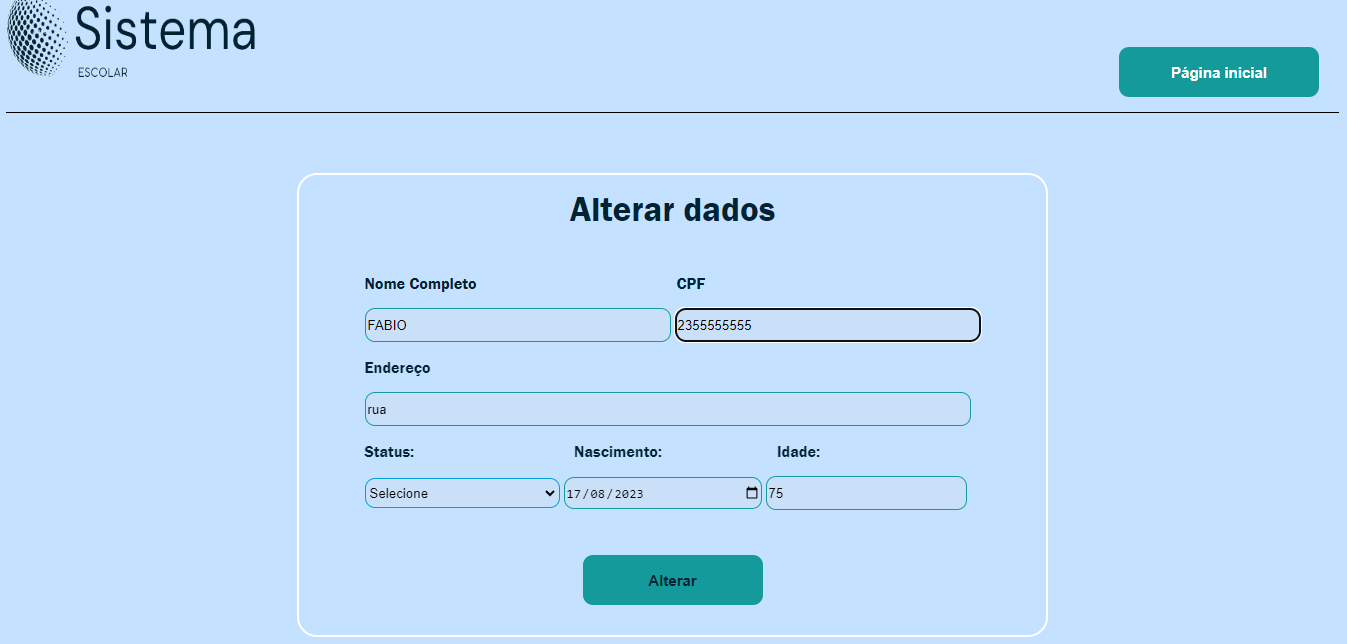 Sistema
ESCOLAR
Página inicial
Alterar dados
Nome Completo CPF
FABIO 2355555555
Endereço
rua
Status: Nascimento: Idade:
Selecione 17/08/2023 75
Alterar